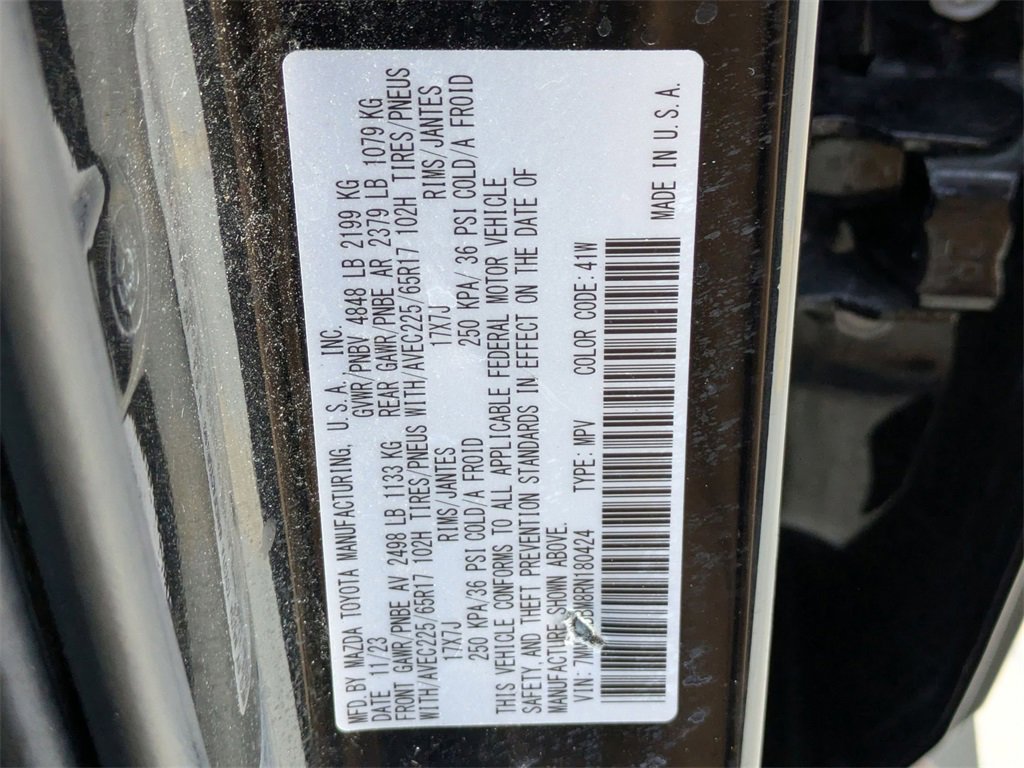 MFD. BY MAZDA TOYOTA MANUFACTURING, U.S.A. INC.
DATE 11/23 GVWR/PNBV 4848 LB 2199 KG
FRONT GAWR/PNBE AV 2498 LB 1133 KG REAR GAWR/PNBE AR 2379 LB 1079 KG
WITH/AVEC225/65R17 102H TIRES/PNEUS WITH/AVEC225/65R17 102H TIRES/PNEUS
17X7J RIMS/JANTES 17X7J RIMS/JANTES
250 KPA/36 PSI COLD/A FROID 250 KPA/ 36 PSI COLD/A FROID
THIS VEHICLE CONFORMS TO ALL APPLICABLE FEDERAL MOTOR VEHICLE
SAFETY, AND THEFT PREVENTION STANDARDS IN EFFECT ON THE DATE OF
MANUFACTURE SHOWN ABOVE.
VIN: TYPE: MPV COLOR CODE: 41W
MADE IN U.S.A.